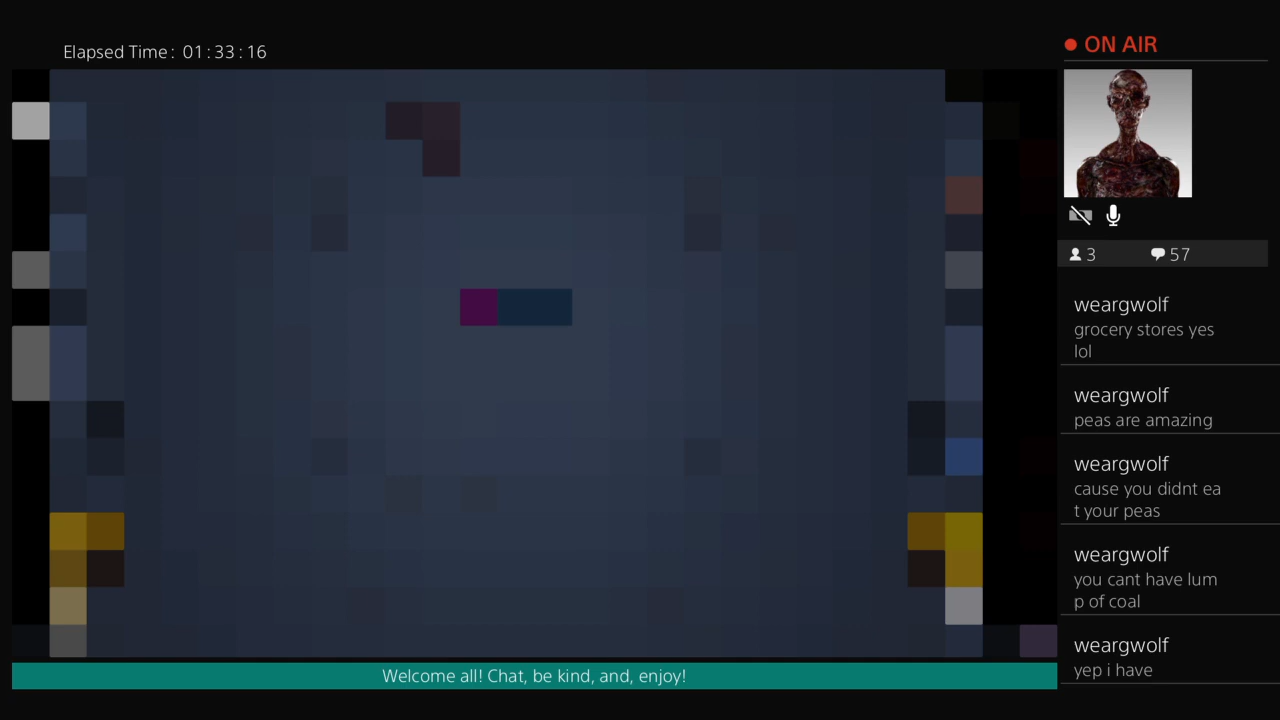 Elapsed Time: 01:33:16
ON AIR
3 57
weargwolf
grocery stores yes
lol
weargwolf
peas are amazing
weargwolf
cause you didnt ea
t your peas
weargwolf
you cant have lum
p of coal
weargwolf
yep i have
Welcome all! Chat, be kind, and, enjoy!